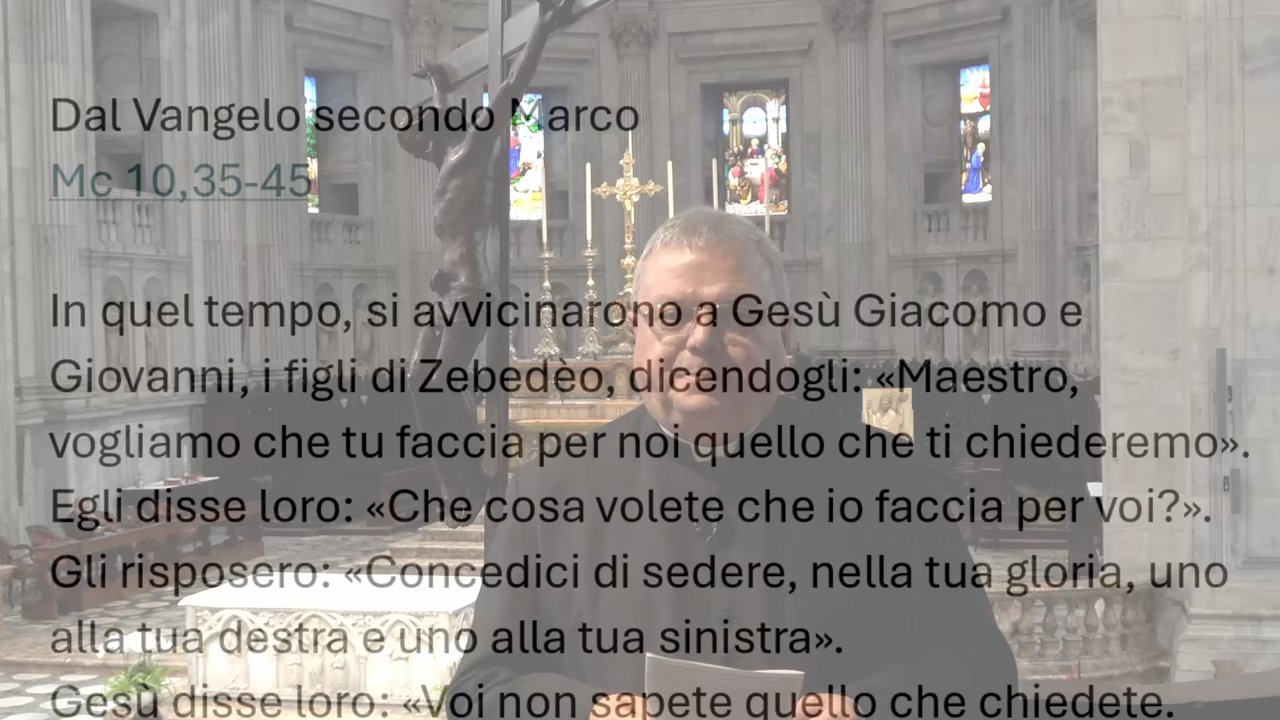 Dal Vangelo secondo Marco
Mc 10,35-45
In quel tempo, si avvicinarono a Gesù Giacomo e
Giovanni, i figli di Zebedèo, dicendogli: «Maestro,
vogliamo che tu faccia per noi quello che ti chiederemo».
Egli disse loro: «Che cosa volete che io faccia per voi?».
Gli risposero: «Concedici di sedere, nella tua gloria, uno
alla tua destra e uno alla tua sinistra».
Gesù disse loro: «Voi non sapete quello che chiedete.